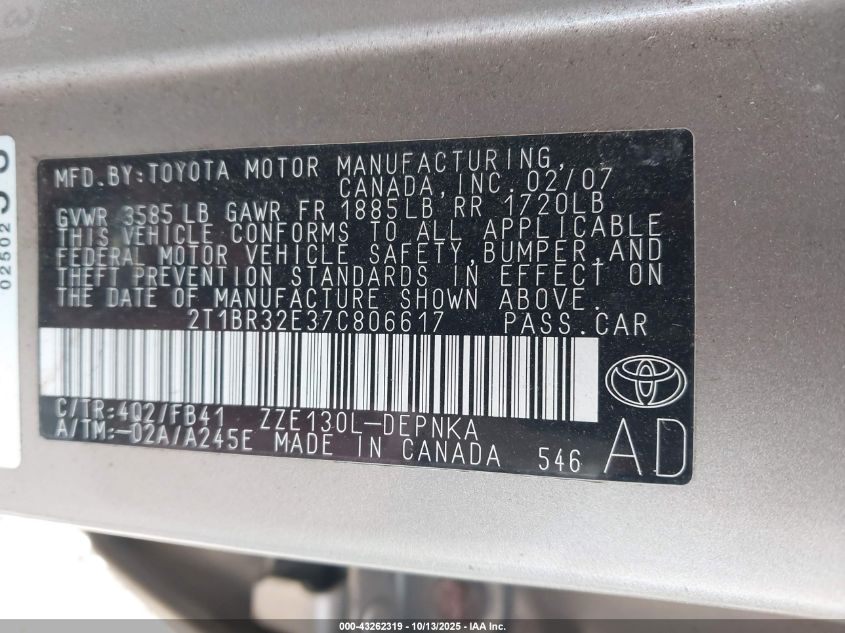 MFD.BY:TOYOTA MOTOR MANUFACTURING,
CANADA,INC. 02/07
GVWR 3585 LB GAWR FR 1885LB RR 1720LB
THIS VEHICLE CONFORMS TO ALL APPLICABLE
FEDERAL MOTOR VEHICLE SAFETY,BUMPER,AND
THEFT PREVENTION STANDARDS IN EFFECT ON
THE DATE OF MANUFACTURE SHOWN ABOVE.
2T1BR32E37C806617 PASS.CAR
C/TR:4Q2/FB41 ZZE130L-DEPNKA
A/TM:-02A/A245E MADE IN CANADA 546 AD
02502
000-43262319 | 10/13/2025 | IAA Inc.